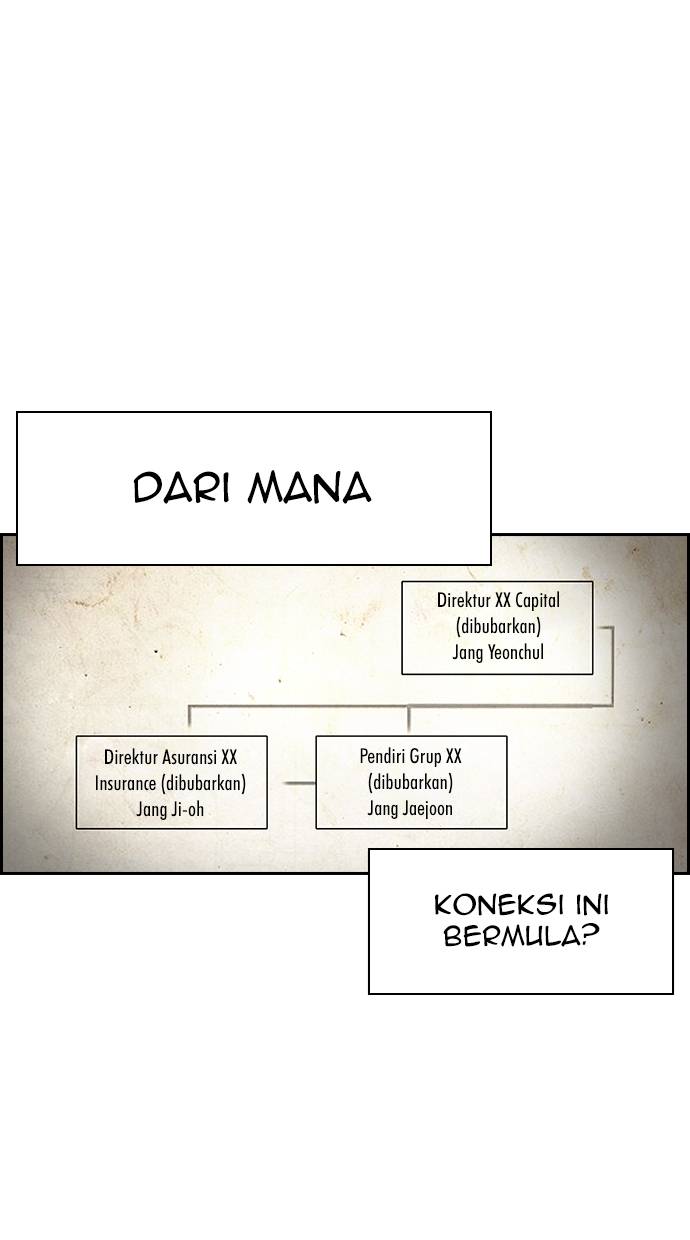 DARI MANA
Direktur XX Capital
(dibubarkan)
Jang Yeonchul
Direktur Asuransi XX
Insurance (dibubarkan)
Jang Ji-oh
Pendiri Grup XX
(dibubarkan)
Jang Jaejoon
KONEKSI INI
BERMULA?